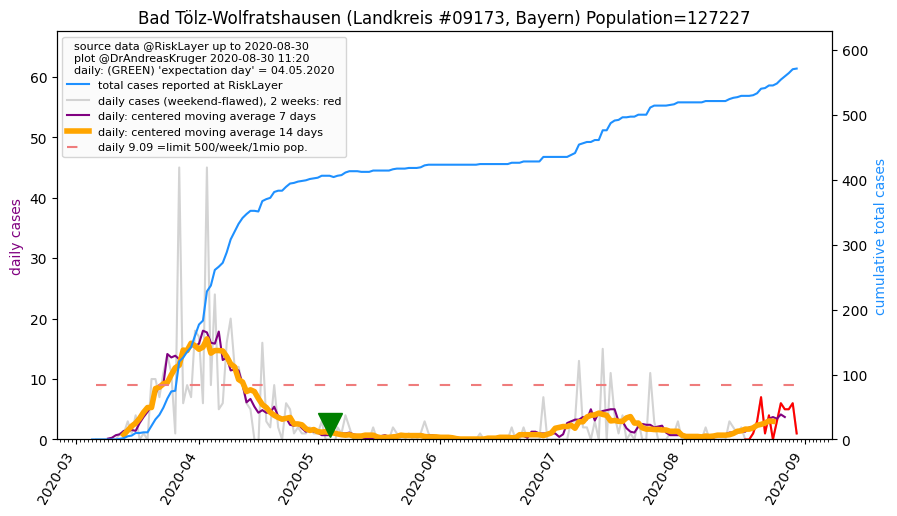 Bad Tölz-Wolfratshausen (Landkreis #09173, Bayern) Population=127227
source data @RiskLayer up to 2020-08-30
plot @DrAndreasKruger 2020-08-30 11:20
daily: (GREEN) 'expectation day' = 04.05.2020
total cases reported at RiskLayer
daily cases (weekend-flawed), 2 weeks: red
daily: centered moving average 7 days
daily: centered moving average 14 days
daily 9.09 =limit 500/week/1mio pop.
daily cases
60
50
40
30
20
10
0
cumulative total cases
600
500
400
300
200
100
0
2020-03
2020-04
2020-05
2020-06
2020-07
2020-08
2020-09